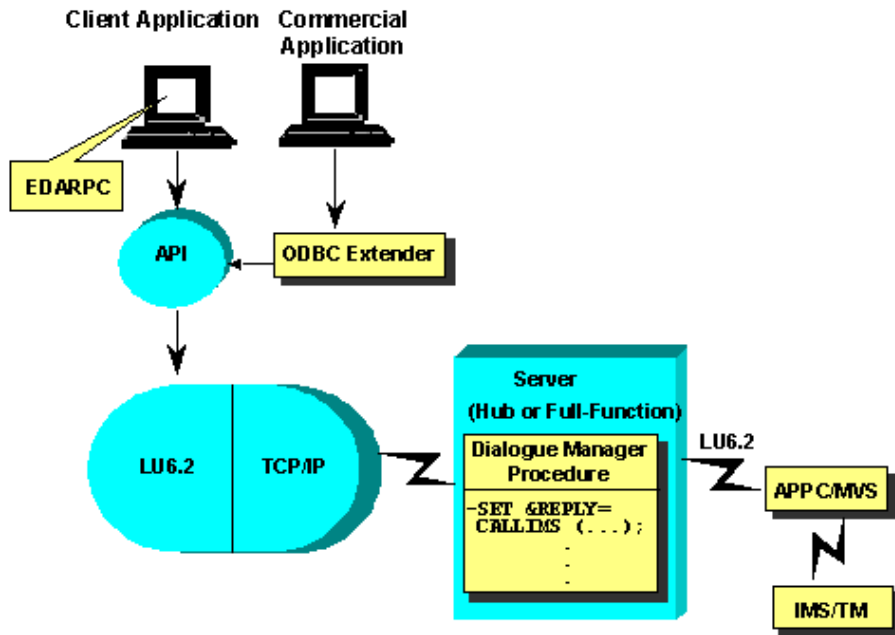 Client Application
Commercial
Application
EDARPC
API
ODBC Extender
LU6.2
TCP/IP
Server
(Hub or Full-Function)
Dialogue Manager
Procedure
-SET &REPLY=
CALLIMS (...);
.
.
.
LU6.2
APPC/MVS
IMS/TM